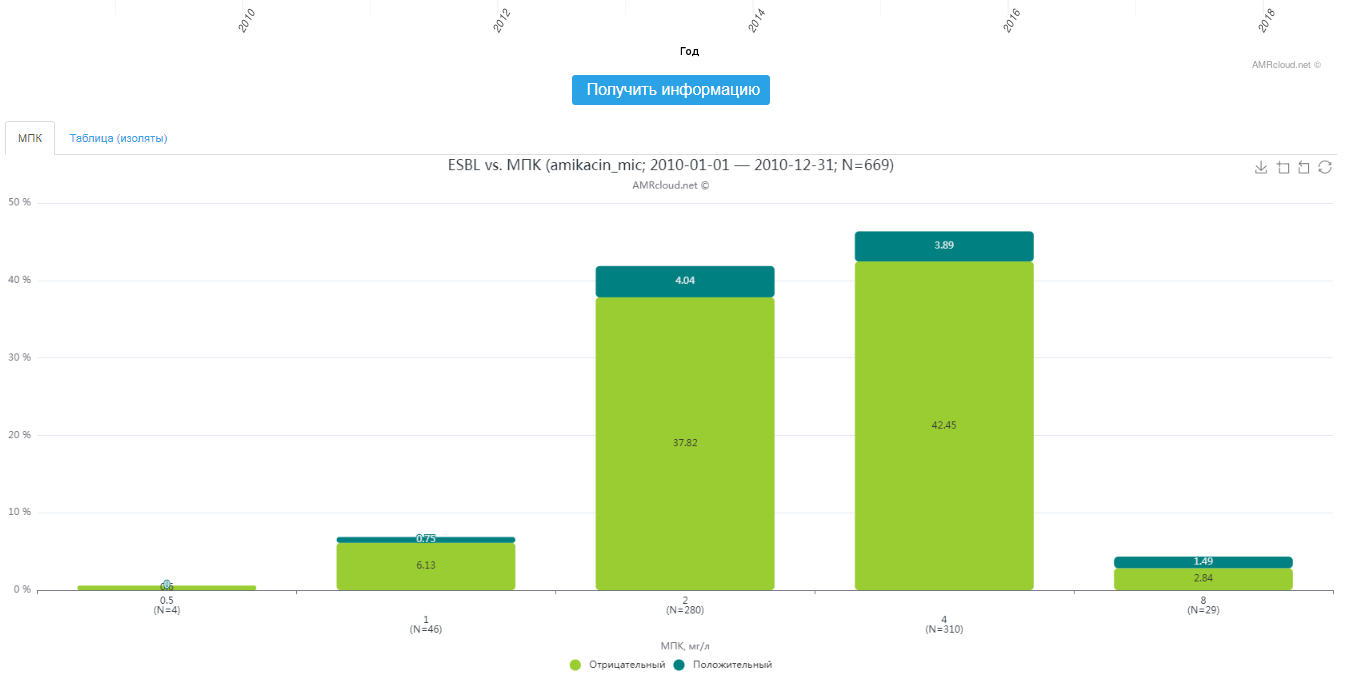 2010 2012 2014 2016 2018
Год
AMRcloud.net ©
Получить информацию
МПК Таблица (изоляты)
ESBL vs. МПК (amikacin_mic; 2010-01-01 — 2010-12-31; N=669)
AMRcloud.net ©
50 %
40 %
30 %
20 %
10 %
0 %
0
0.6
0.75
6.13
4.04
37.82
3.89
42.45
1.49
2.84
0.5
(N=4)
1
(N=46)
2
(N=280)
4
(N=310)
8
(N=29)
МПК, мг/л
Отрицательный Положительный